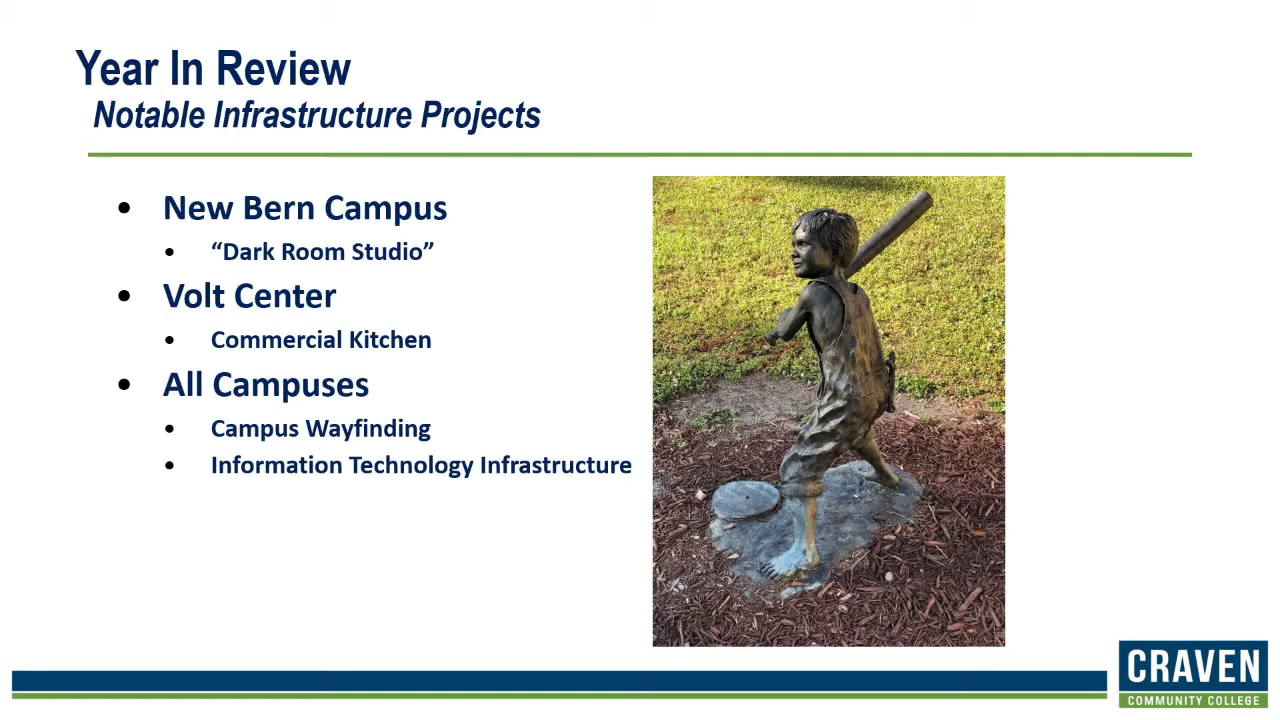 Year In Review
Notable Infrastructure Projects
• New Bern Campus
• “Dark Room Studio”
• Volt Center
• Commercial Kitchen
• All Campuses
• Campus Wayfinding
• Information Technology Infrastructure
CRAVEN
COMMUNITY COLLEGE